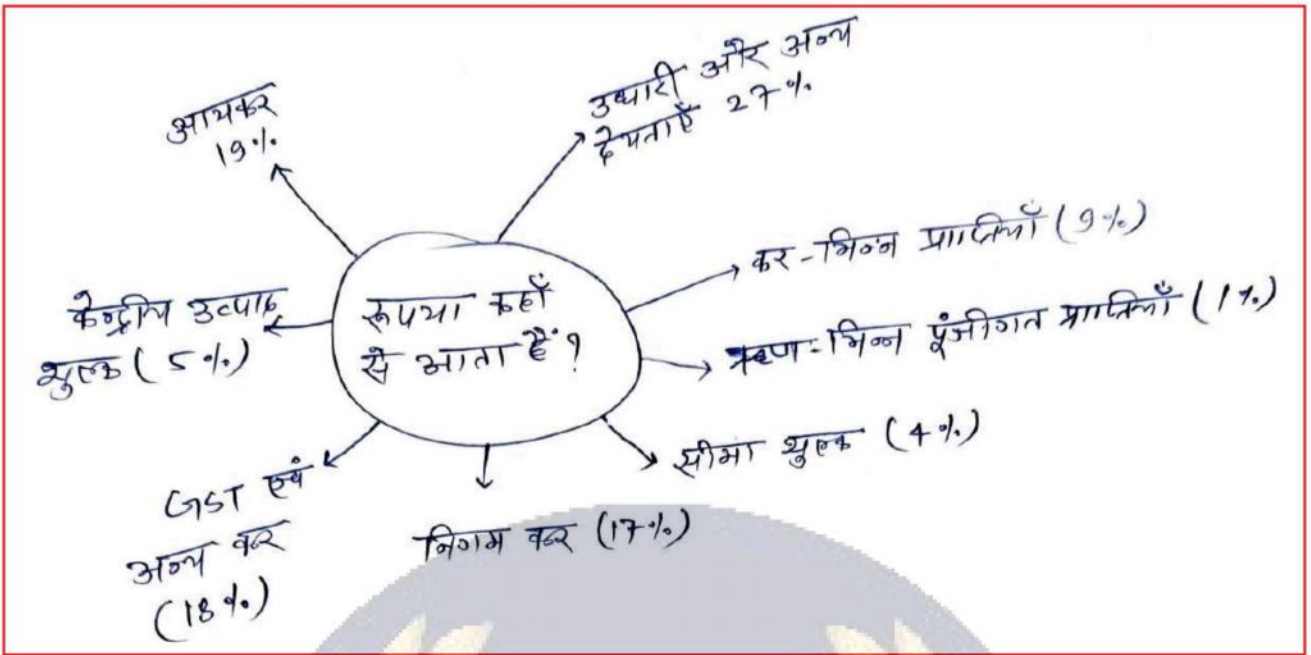 आयकर
19%
उधारी और अन्य
देयताएँ 27%
कर-भिन्न प्राप्तियाँ (9%)
ऋण-भिन्न पूंजीगत प्राप्तियाँ (1%)
सीमा शुल्क (4%)
निगम कर (17%)
GST एवं
अन्य कर
(18%)
केन्द्रीय उत्पाद
शुल्क (5%)
रूपया कहाँ
से आता हैं?